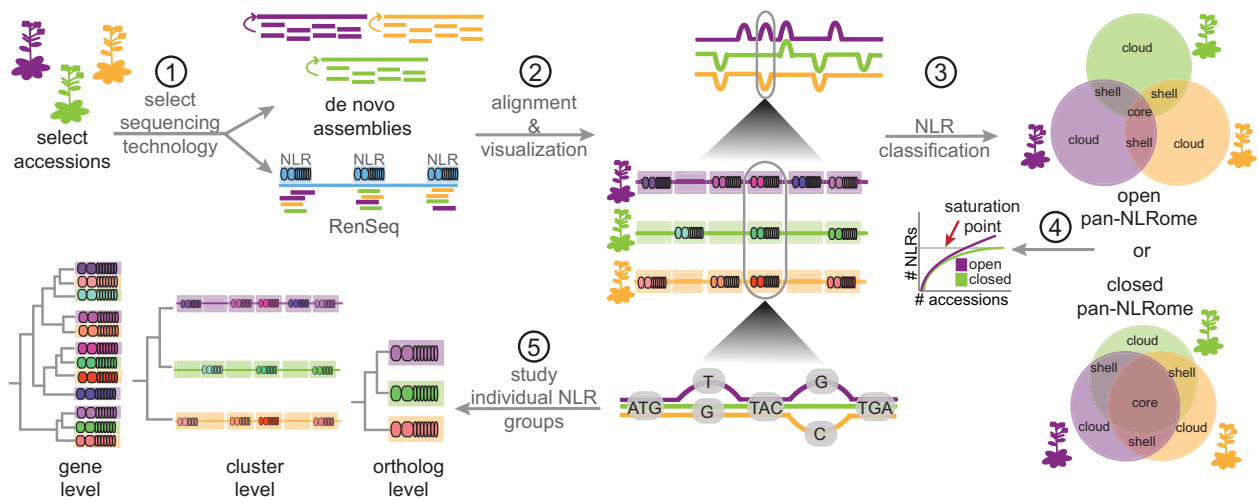 select
accessions
1
select
sequencing
technology
de novo
assemblies
NLR
NLR
NLR
RenSeq
2
alignment
&
visualization
3
NLR
classification
cloud
shell
shell
core
cloud
shell
cloud
open
pan-NLRome
or
closed
pan-NLRome
4
saturation
point
# NLRs
open
closed
# accessions
cloud
shell
shell
core
cloud
cloud
shell
ATG
T
G
TAC
G
C
TGA
5
study
individual NLR
groups
gene
level
cluster
level
ortholog
level